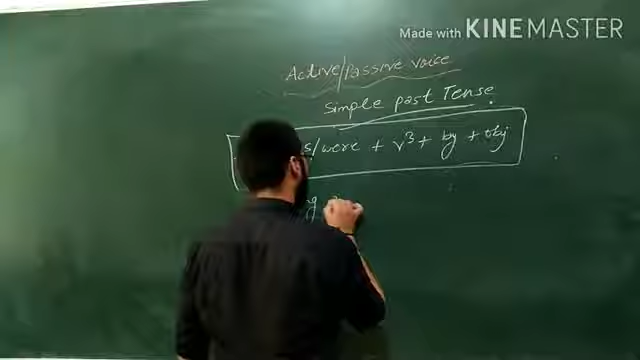 Made with KINEMASTER
Active/Passive voice
Simple past Tense.
s/were + v³ + by + obj